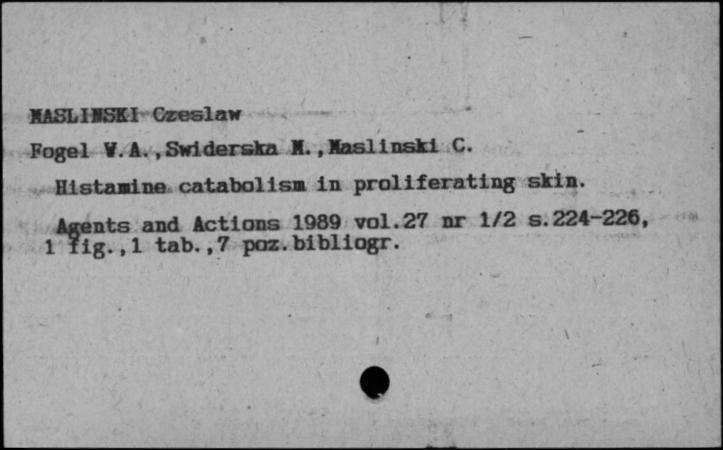 MASLINSKI Czeslaw
Fogel W.A.,Swiderska M.,Maslinski C.
Histamine catabolism in proliferating skin.
Agents and Actions 1989 vol.27 nr 1/2 s.224-226,
1 fig.,1 tab.,7 poz.bibliogr.